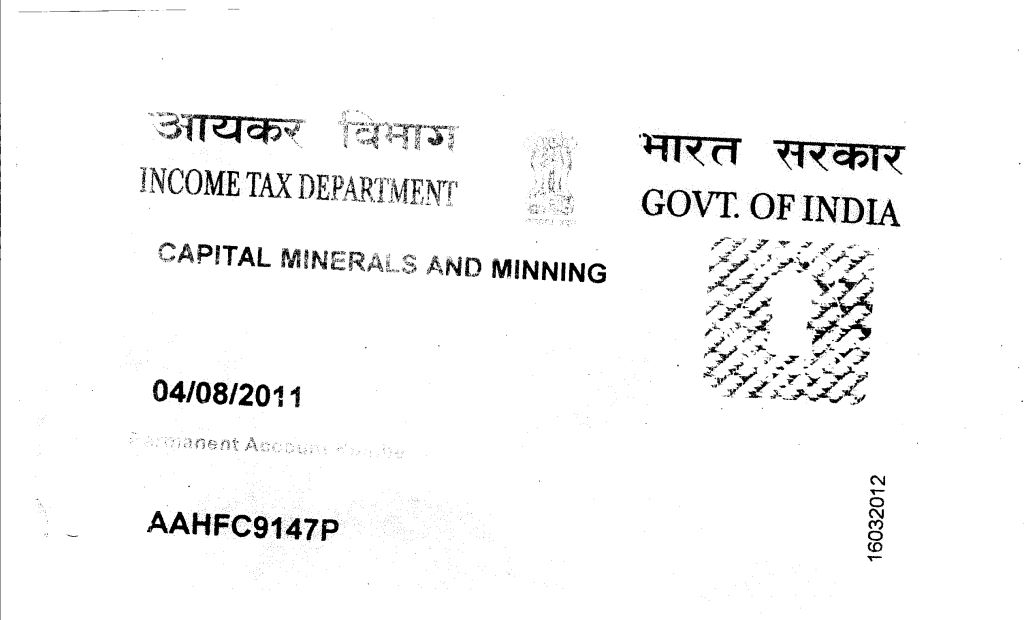 आयकर विभाग
INCOME TAX DEPARTMENT
भारत सरकार
GOVT. OF INDIA
CAPITAL MINERALS AND MINNING
04/08/2011
Permanent Account
AAHFC9147P
16032012